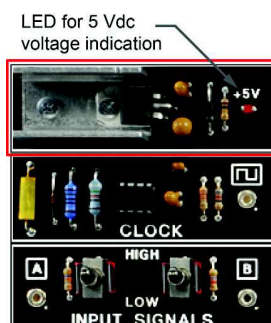 LED for 5 Vdc
voltage indication
+5V
CLOCK
HIGH
A
B
LOW
INPUT SIGNALS